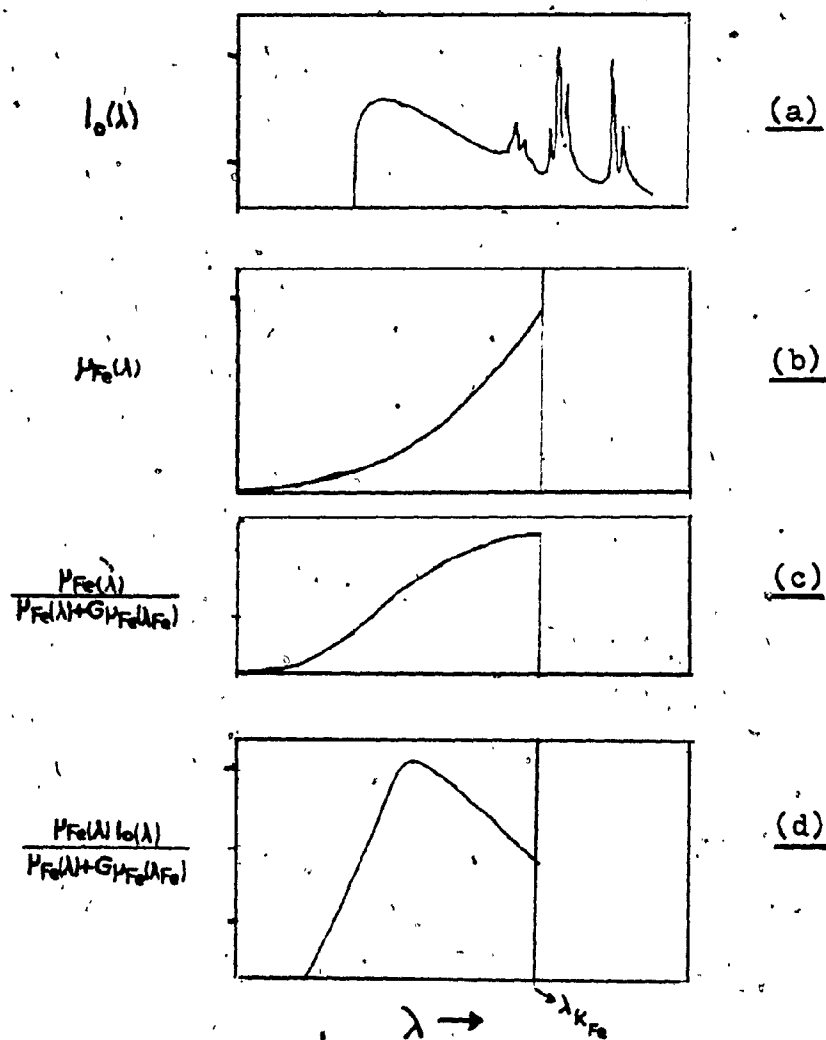 I₀(λ)
(a)
μFe(λ)
(b)
μFe(λ)
μFe(λ)+GμFe(λFe)
(c)
μFe(λ) I₀(λ)
μFe(λ)+GμFe(λFe)
(d)
λ →
→ λKFe